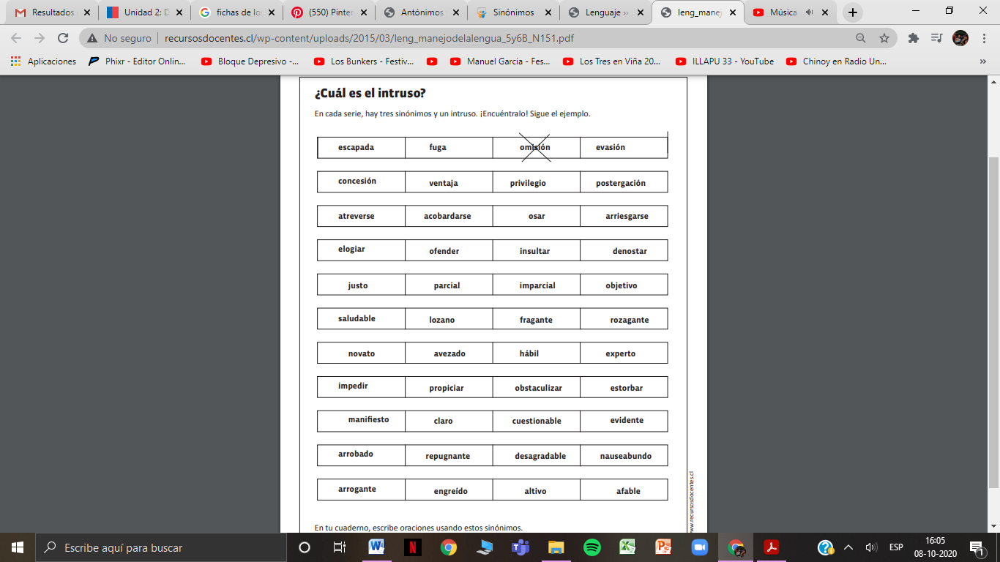 Resultados
Unidad 2: D
fichas de lo
(550) Pinter
Antónimos
Sinónimos
Lenguaje »
leng_manej
Música
No seguro
recursosdocentes.cl/wp-content/uploads/2015/03/leng_manejodelalengua_5y6B_N151.pdf
Aplicaciones
Phixr - Editor Onlin...
Bloque Depresivo -...
Los Bunkers - Festiv...
Manuel Garcia - Fes...
Los Tres en Viña 20...
ILLAPU 33 - YouTube
Chinoy en Radio Un...
»
¿Cuál es el intruso?
En cada serie, hay tres sinónimos y un intruso. ¡Encuéntralo! Sigue el ejemplo.
escapada fuga omisión evasión
concesión ventaja privilegio postergación
atreverse acobardarse osar arriesgarse
elogiar ofender insultar denostar
justo parcial imparcial objetivo
saludable lozano fragante rozagante
novato avezado hábil experto
impedir propiciar obstaculizar estorbar
manifiesto claro cuestionable evidente
arrobado repugnante desagradable nauseabundo
arrogante engreído altivo afable
ww.recursosdocentes.cl
En tu cuaderno, escribe oraciones usando estos sinónimos.
Escribe aquí para buscar
ESP
16:05
08-10-2020
1